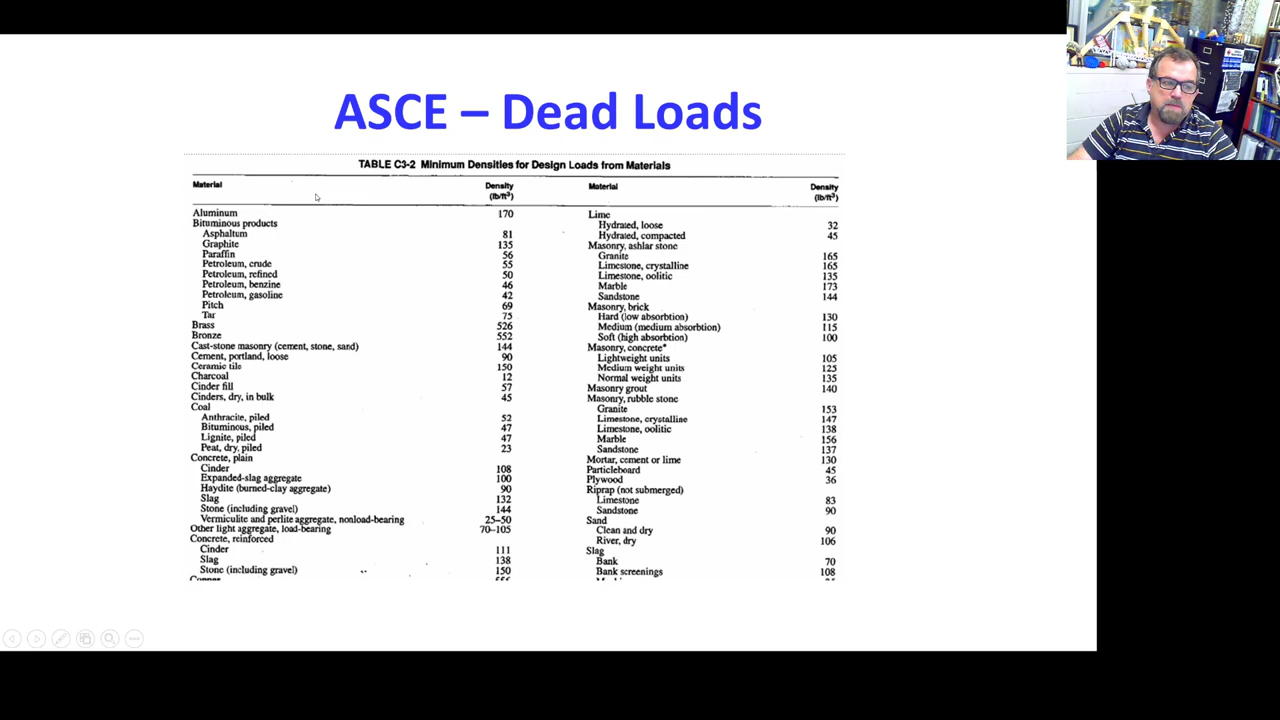 ASCE – Dead Loads
TABLE C3-2 Minimum Densities for Design Loads from Materials
Material Density (lb/ft³)
Aluminum 170
Bituminous products
Asphaltum 81
Graphite 135
Paraffin 56
Petroleum, crude 55
Petroleum, refined 50
Petroleum, benzine 46
Petroleum, gasoline 42
Pitch 69
Tar 75
Brass 526
Bronze 552
Cast-stone masonry (cement, stone, sand) 144
Cement, portland, loose 90
Ceramic tile 150
Charcoal 12
Cinder fill 57
Cinders, dry, in bulk 45
Coal
Anthracite, piled 52
Bituminous, piled 47
Lignite, piled 47
Peat, dry, piled 23
Concrete, plain
Cinder 108
Expanded-slag aggregate 100
Haydite (burned-clay aggregate) 90
Slag 132
Stone (including gravel) 144
Vermiculite and perlite aggregate, nonload-bearing 25–50
Other light aggregate, load-bearing 70–105
Concrete, reinforced
Cinder 111
Slag 138
Stone (including gravel) 150
Material Density (lb/ft³)
Lime
Hydrated, loose 32
Hydrated, compacted 45
Masonry, ashlar stone
Granite 165
Limestone, crystalline 165
Limestone, oolitic 135
Marble 173
Sandstone 144
Masonry, brick
Hard (low absorbtion) 130
Medium (medium absorbtion) 115
Soft (high absorbtion) 100
Masonry, concrete*
Lightweight units 105
Medium weight units 125
Normal weight units 135
Masonry grout 140
Masonry, rubble stone
Granite 153
Limestone, crystalline 147
Limestone, oolitic 138
Marble 156
Sandstone 137
Mortar, cement or lime 130
Particleboard 45
Plywood 36
Riprap (not submerged)
Limestone 83
Sandstone 90
Sand
Clean and dry 90
River, dry 106
Slag
Bank 70
Bank screenings 108